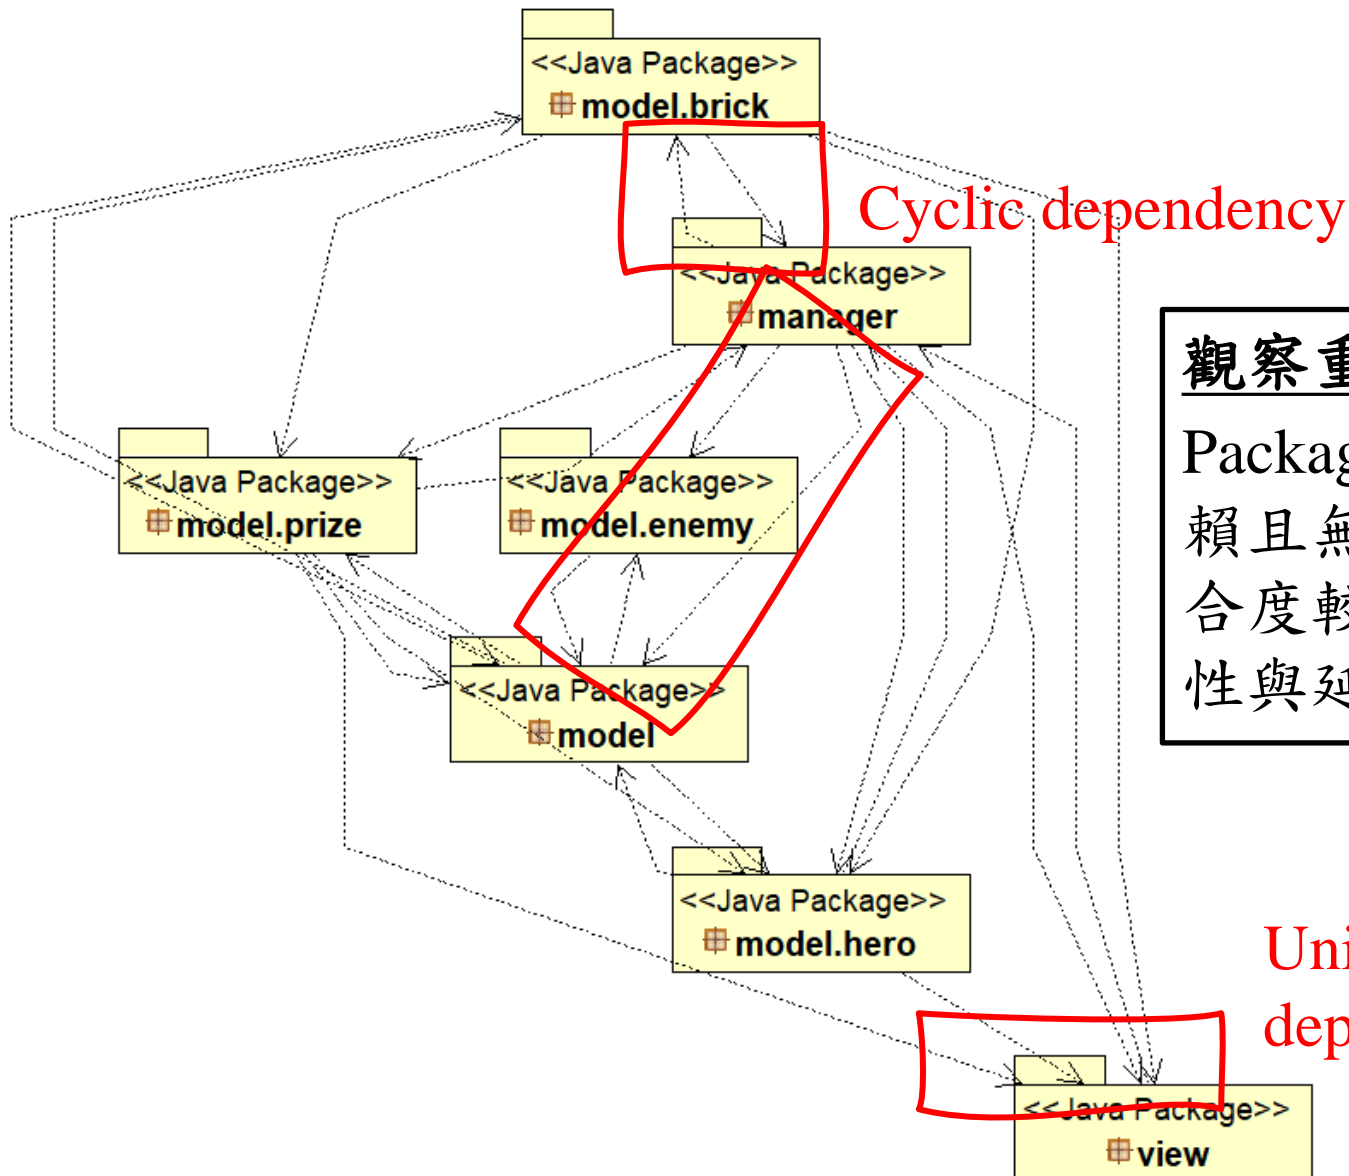 <<Java Package>>
model.brick
Cyclic dependency
<<Java Package>>
manager
觀察重
Packag
賴且無
合度較
性與延
<<Java Package>>
model.prize
<<Java Package>>
model.enemy
<<Java Package>>
model
<<Java Package>>
model.hero
Uni
dep
<<Java Package>>
view